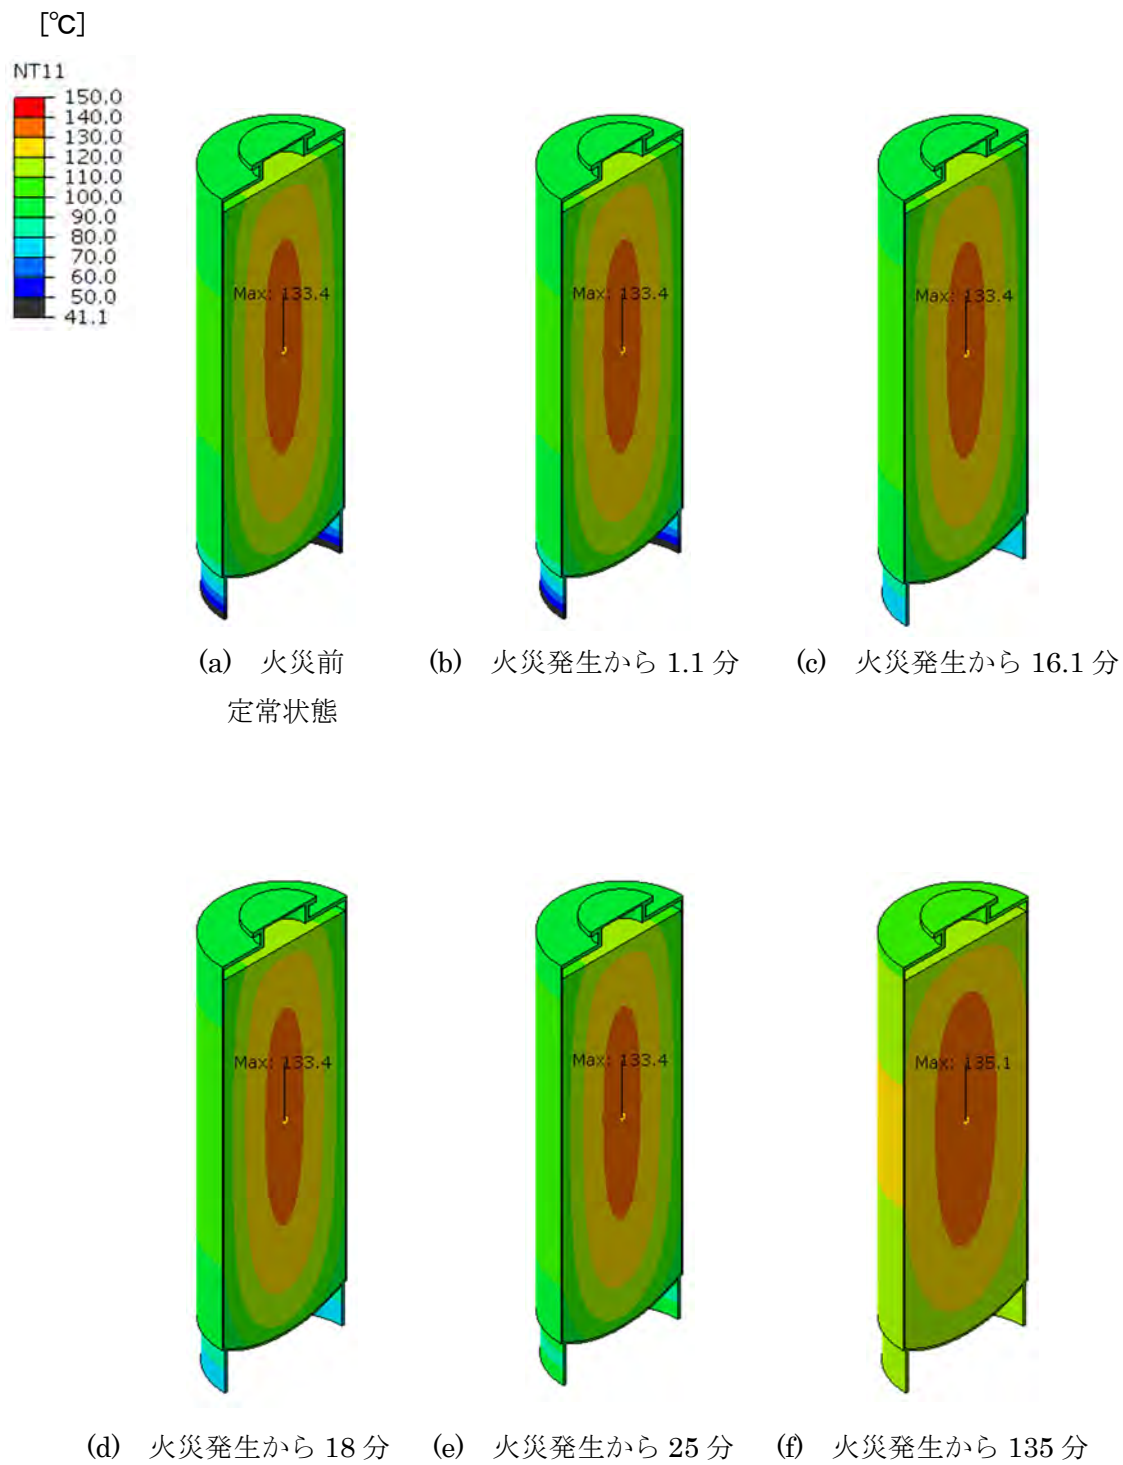 [℃]
NT11
150.0
140.0
130.0
120.0
110.0
100.0
90.0
80.0
70.0
60.0
50.0
41.1
Max: 133.4
Max: 133.4
Max: 133.4
(a) 火災前
定常状態
(b) 火災発生から 1.1 分
(c) 火災発生から 16.1 分
Max: 133.4
Max: 133.4
Max: 135.1
(d) 火災発生から 18 分
(e) 火災発生から 25 分
(f) 火災発生から 135 分